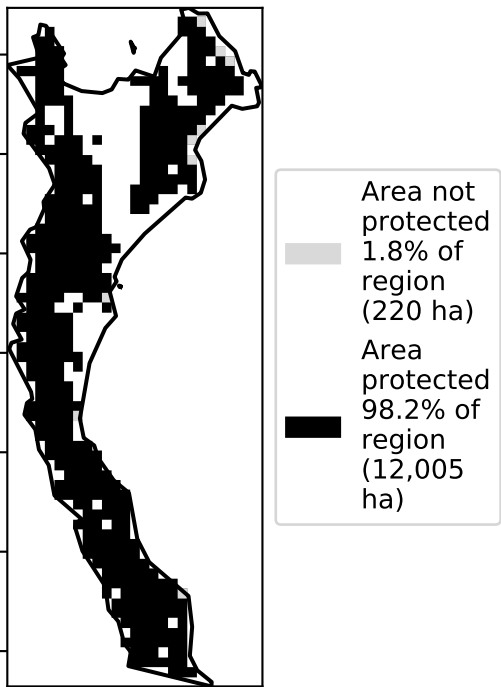 Area not
protected
1.8% of
region
(220 ha)
Area
protected
98.2% of
region
(12,005
ha)